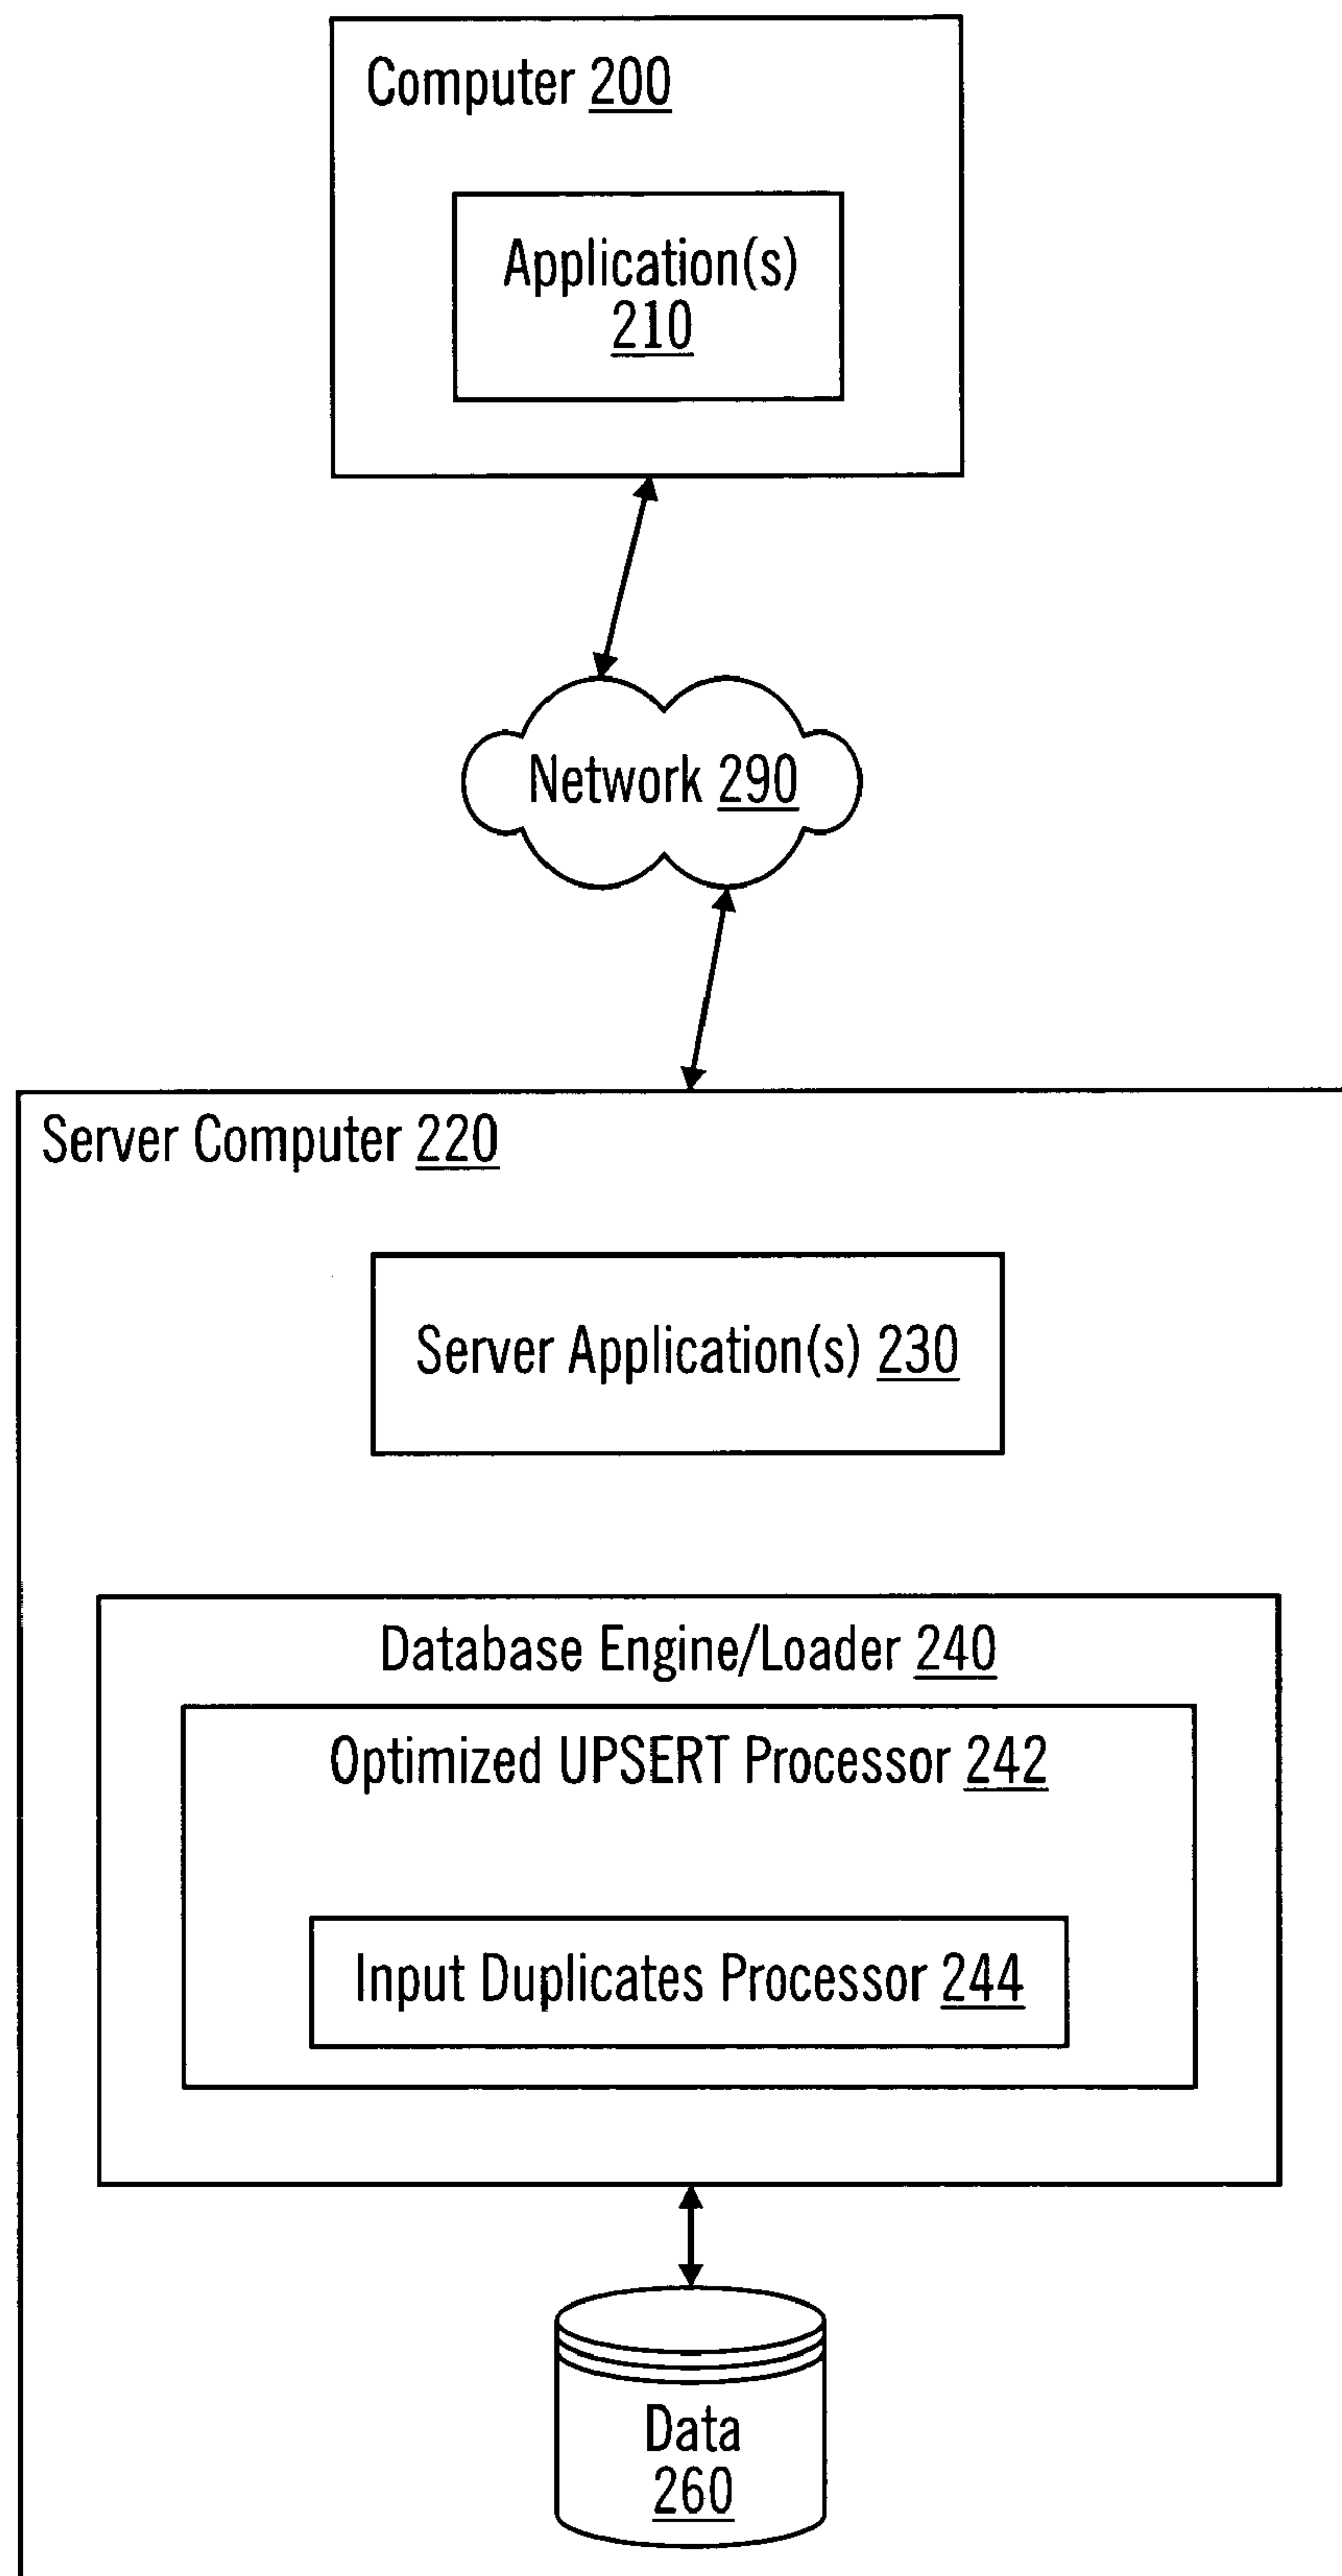 Computer 200
Application(s)
210
Network 290
Server Computer 220
Server Application(s) 230
Database Engine/Loader 240
Optimized UPSERT Processor 242
Input Duplicates Processor 244
Data
260